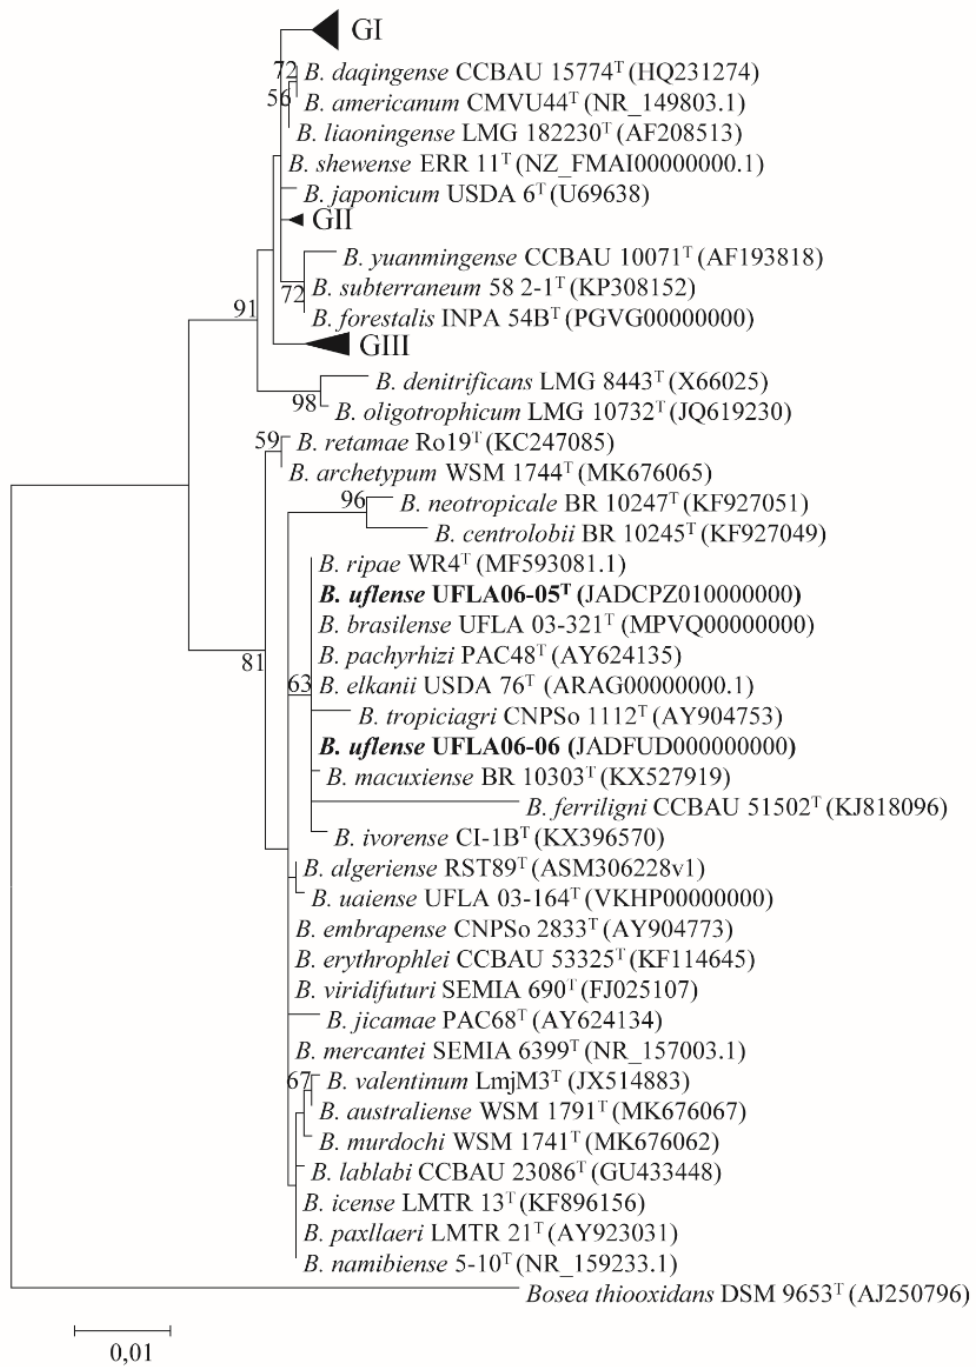 GI
72
B. daqingense CCBAU 15774ᵀ (HQ231274)
56
B. americanum CMVU44ᵀ (NR_149803.1)
B. liaoningense LMG 182230ᵀ (AF208513)
B. shewense ERR 11ᵀ (NZ_FMAI00000000.1)
B. japonicum USDA 6ᵀ (U69638)
GII
B. yuanmingense CCBAU 10071ᵀ (AF193818)
72
B. subterraneum 58 2-1ᵀ (KP308152)
B. forestalis INPA 54Bᵀ (PGVG00000000)
91
GIII
B. denitrificans LMG 8443ᵀ (X66025)
98
B. oligotrophicum LMG 10732ᵀ (JQ619230)
59
B. retamae Ro19ᵀ (KC247085)
B. archetypum WSM 1744ᵀ (MK676065)
96
B. neotropicale BR 10247ᵀ (KF927051)
B. centrolobii BR 10245ᵀ (KF927049)
B. ripae WR4ᵀ (MF593081.1)
B. uflense UFLA06-05ᵀ (JADCPZ010000000)
B. brasilense UFLA 03-321ᵀ (MPVQ00000000)
81
B. pachyrhizi PAC48ᵀ (AY624135)
63
B. elkanii USDA 76ᵀ (ARAG00000000.1)
B. tropiciagri CNPSo 1112ᵀ (AY904753)
B. uflense UFLA06-06 (JADFUD000000000)
B. macuxiense BR 10303ᵀ (KX527919)
B. ferriligni CCBAU 51502ᵀ (KJ818096)
B. ivorense CI-1Bᵀ (KX396570)
B. algeriense RST89ᵀ (ASM306228v1)
B. uaiense UFLA 03-164ᵀ (VKHP00000000)
B. embrapense CNPSo 2833ᵀ (AY904773)
B. erythrophlei CCBAU 53325ᵀ (KF114645)
B. viridifuturi SEMIA 690ᵀ (FJ025107)
B. jicamae PAC68ᵀ (AY624134)
B. mercantei SEMIA 6399ᵀ (NR_157003.1)
67
B. valentinum LmjM3ᵀ (JX514883)
B. australiense WSM 1791ᵀ (MK676067)
B. murdochi WSM 1741ᵀ (MK676062)
B. lablabi CCBAU 23086ᵀ (GU433448)
B. icense LMTR 13ᵀ (KF896156)
B. paxllaeri LMTR 21ᵀ (AY923031)
B. namibiense 5-10ᵀ (NR_159233.1)
Bosea thiooxidans DSM 9653ᵀ (AJ250796)
0,01